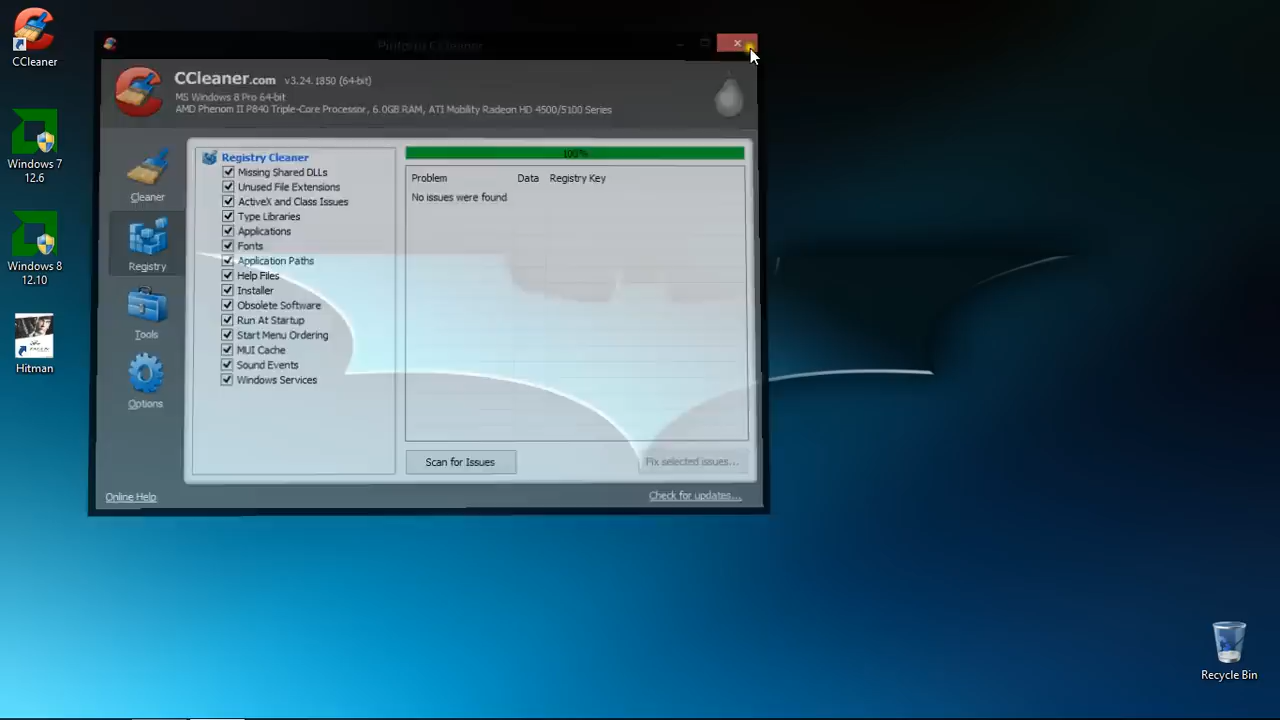 CCleaner
Windows 7
12.6
Windows 8
12.10
Hitman
Piriform CCleaner
CCleaner.com v3.24.1850 (64-bit)
MS Windows 8 Pro 64-bit
AMD Phenom II P840 Triple-Core Processor, 6.0GB RAM, ATI Mobility Radeon HD 4500/5100 Series
Cleaner
Registry
Tools
Options
Registry Cleaner
Missing Shared DLLs
Unused File Extensions
ActiveX and Class Issues
Type Libraries
Applications
Fonts
Application Paths
Help Files
Installer
Obsolete Software
Run At Startup
Start Menu Ordering
MUI Cache
Sound Events
Windows Services
100%
Problem Data Registry Key
No issues were found
Scan for Issues
Fix selected issues...
Online Help
Check for updates...
Recycle Bin